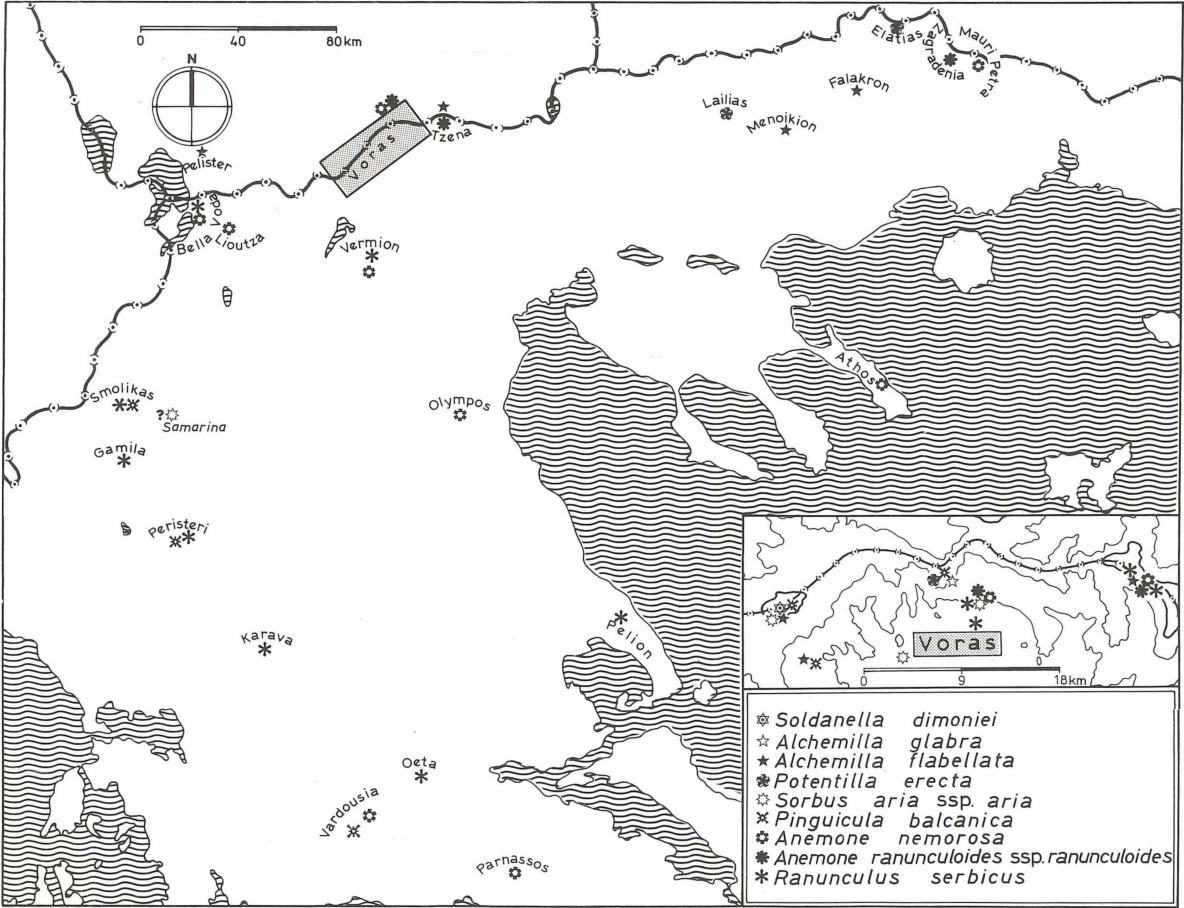 0 40 80km
N
Elatias
Zagradenia
Mauri Petra
Falakron
Lailias
Menoikion
Tzena
Voras
Pelister
Voda
Bella
Lioutza
Vermion
Athos
Smolikas
?
Samarina
Olympos
Gamila
Peristeri
Pelion
Karava
Oeta
Vardousia
Parnassos
Voras
0 9 18km
Soldanella dimoniei
Alchemilla glabra
Alchemilla flabellata
Potentilla erecta
Sorbus aria ssp. aria
Pinguicula balcanica
Anemone nemorosa
Anemone ranunculoides ssp. ranunculoides
Ranunculus serbicus